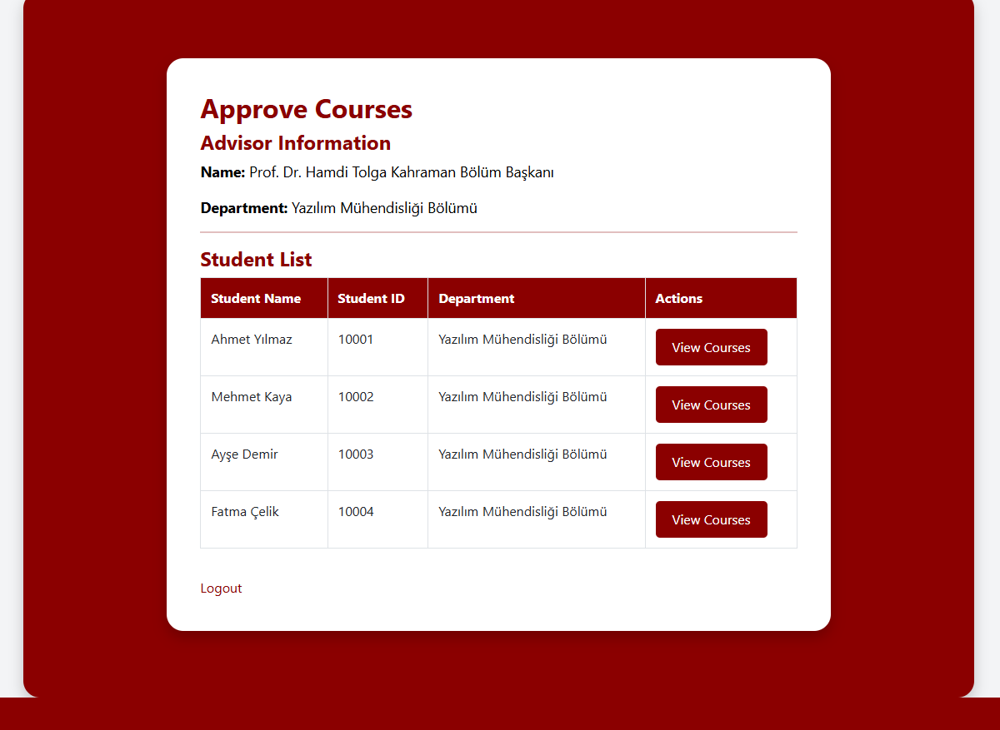 Approve Courses
Advisor Information
Name: Prof. Dr. Hamdi Tolga Kahraman Bölüm Başkanı
Department: Yazılım Mühendisliği Bölümü
Student List
Student Name Student ID Department Actions
Ahmet Yılmaz 10001 Yazılım Mühendisliği Bölümü View Courses
Mehmet Kaya 10002 Yazılım Mühendisliği Bölümü View Courses
Ayşe Demir 10003 Yazılım Mühendisliği Bölümü View Courses
Fatma Çelik 10004 Yazılım Mühendisliği Bölümü View Courses
Logout